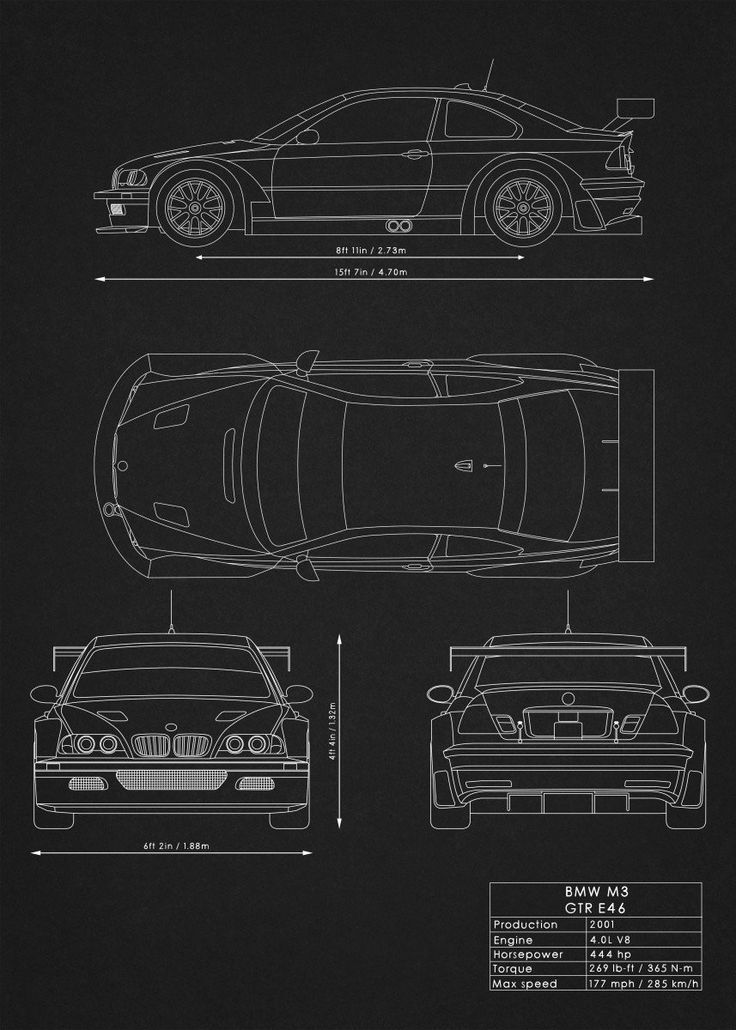 8ft 11in / 2.73m
15ft 7in / 4.70m
4ft 4in / 1.32m
6ft 2in / 1.88m
BMW M3
GTR E46
Production 2001
Engine 4.0L V8
Horsepower 444 hp
Torque 269 lb-ft / 365 N-m
Max speed 177 mph / 285 km/h